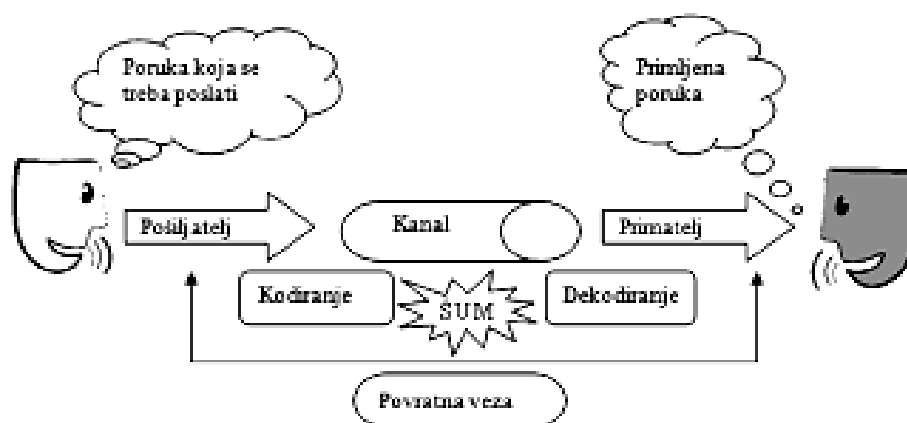 Poruka koja se
treba poslati
Primljena
poruka
Pošiljatelj
Kanal
Primatelj
Kodiranje
ŠUM
Dekodiranje
Povratna veza